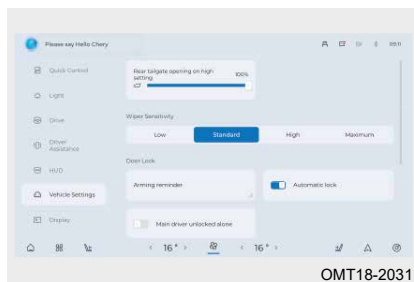 Please say Hello Chery
09:11
Quick Control
Rear tailgate opening on high setting
100%
Light
Drive
Wiper Sensitivity
Low
Standard
High
Maximum
Driver Assistance
Door Lock
HUD
Arming reminder
Automatic lock
Vehicle Settings
Display
Main driver unlocked alone
16°
16°
OMT18-2031